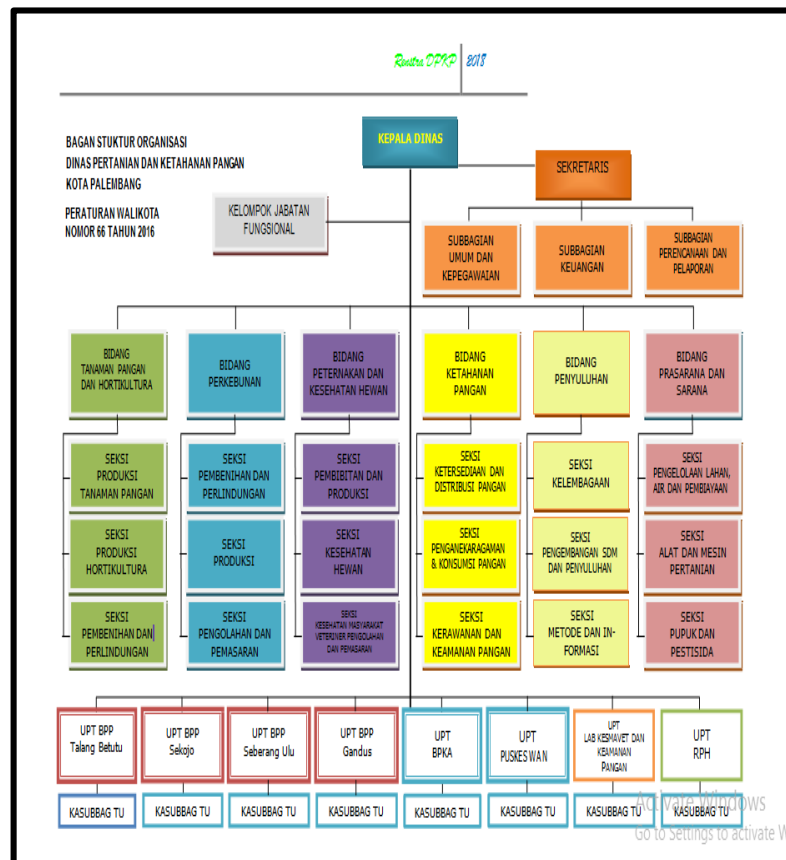 Renstra DPKP 2018
BAGAN STUKTUR ORGANISASI
DINAS PERTANIAN DAN KETAHANAN PANGAN
KOTA PALEMBANG
PERATURAN WALIKOTA
NOMOR 66 TAHUN 2016
KEPALA DINAS
SEKRETARIS
KELOMPOK JABATAN
FUNGSIONAL
SUBBAGIAN
UMUM DAN
KEPEGAWAIAN
SUBBAGIAN
KEUANGAN
SUBBAGIAN
PERENCANAAN DAN
PELAPORAN
BIDANG
TANAMAN PANGAN
DAN HORTIKULTURA
BIDANG
PERKEBUNAN
BIDANG
PETERNAKAN DAN
KESEHATAN HEWAN
BIDANG
KETAHANAN
PANGAN
BIDANG
PENYULUHAN
BIDANG
PRASARANA DAN
SARANA
SEKSI
PRODUKSI
TANAMAN PANGAN
SEKSI
PEMBENIHAN DAN
PERLINDUNGAN
SEKSI
PEMBIBITAN DAN
PRODUKSI
SEKSI
KETERSEDIAAN DAN
DISTRIBUSI PANGAN
SEKSI
KELEMBAGAAN
SEKSI
PENGELOLAAN LAHAN,
AIR DAN PEMBIAYAAN
SEKSI
PRODUKSI
HORTIKULTURA
SEKSI
PRODUKSI
SEKSI
KESEHATAN
HEWAN
SEKSI
PENGANEKARAGAMAN
& KONSUMSI PANGAN
SEKSI
PENGEMBANGAN SDM
DAN PENYULUHAN
SEKSI
ALAT DAN MESIN
PERTANIAN
SEKSI
PEMBENIHAN DAN
PERLINDUNGAN
SEKSI
PENGOLAHAN DAN
PEMASARAN
SEKSI
KESEHATAN MASYARAKAT
VETERINER PENGOLAHAN
DAN PEMASARAN
SEKSI
KERAWANAN DAN
KEAMANAN PANGAN
SEKSI
METODE DAN IN-
FORMASI
SEKSI
PUPUK DAN
PESTISIDA
UPT BPP
Talang Betutu
UPT BPP
Sekojo
UPT BPP
Seberang Ulu
UPT BPP
Gandus
UPT
BPKA
UPT
PUSKESWAN
UPT
LAB KESMAVET DAN
KEAMANAN
PANGAN
UPT
RPH
KASUBBAG TU
KASUBBAG TU
KASUBBAG TU
KASUBBAG TU
KASUBBAG TU
KASUBBAG TU
KASUBBAG TU
KASUBBAG TU
Activate Windows
Go to Settings to activate W